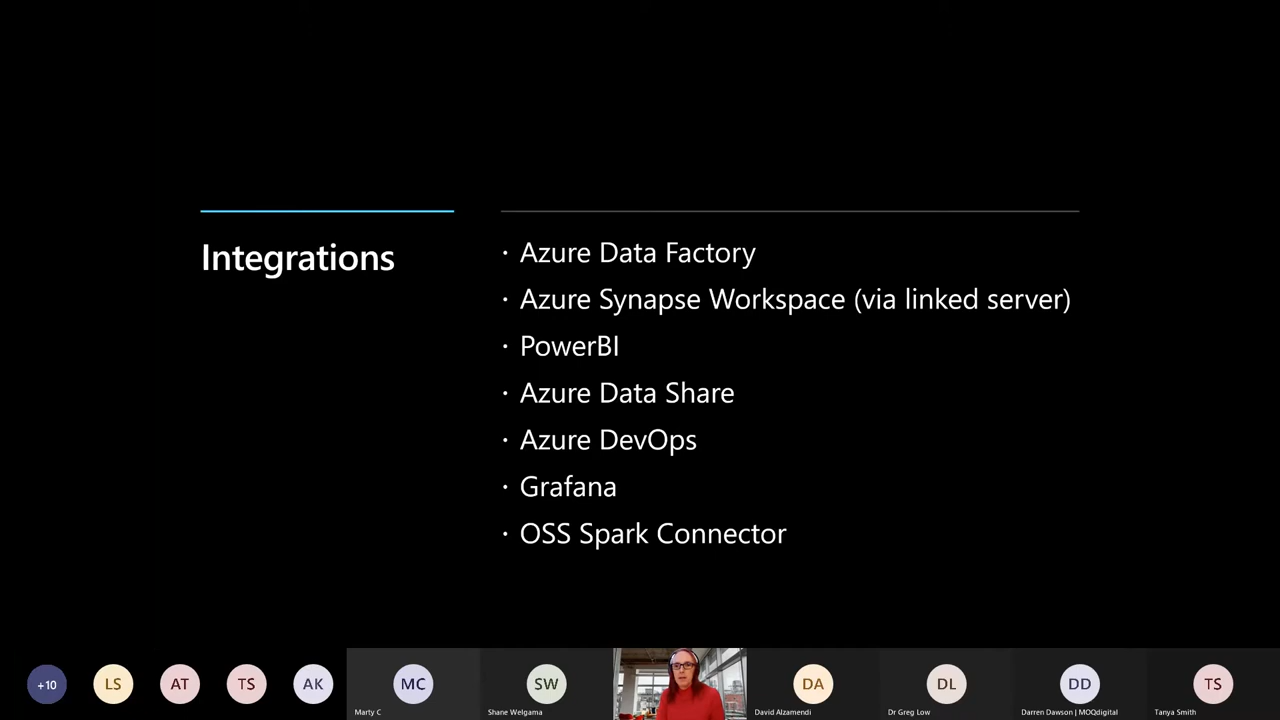 Integrations
· Azure Data Factory
· Azure Synapse Workspace (via linked server)
· PowerBI
· Azure Data Share
· Azure DevOps
· Grafana
· OSS Spark Connector
+10
LS
AT
TS
AK
MC
SW
DA
DL
DD
TS
Marty C
Shane Welgama
David Alzamendi
Dr Greg Low
Darren Dawson | MOQdigital
Tanya Smith